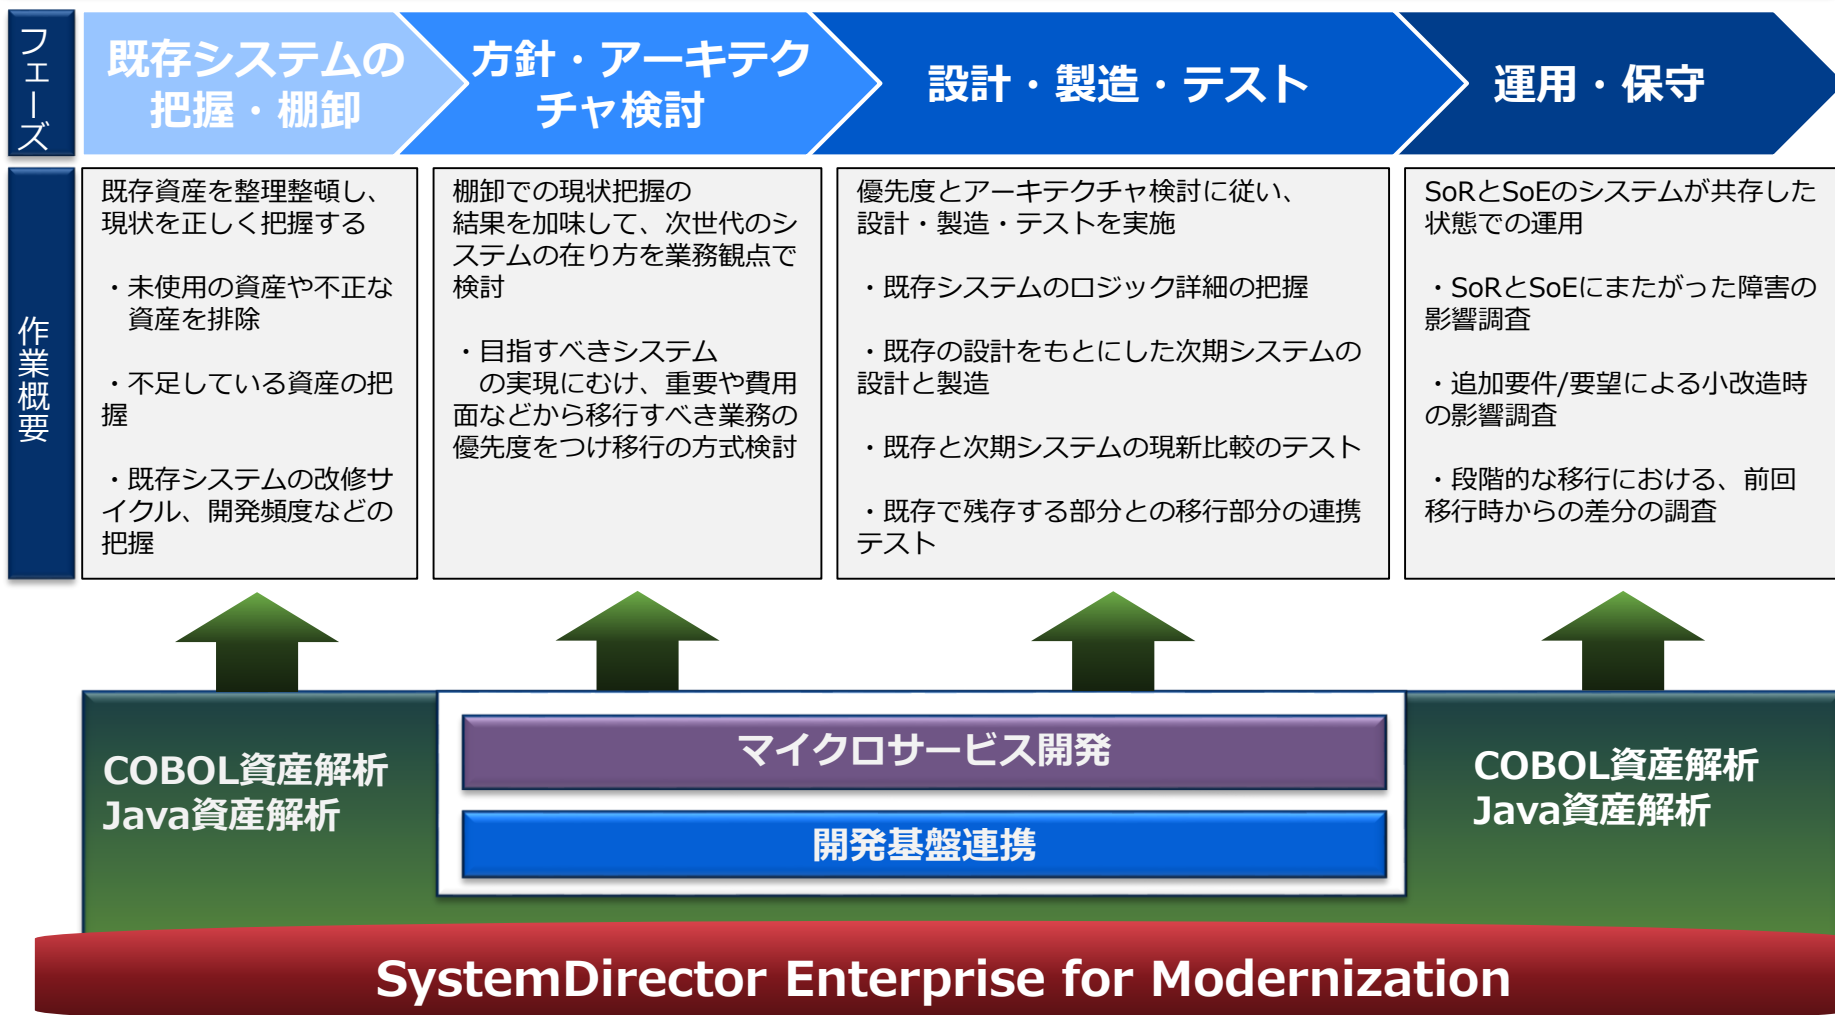 フェーズ
既存システムの
把握・棚卸
方針・アーキテク
チャ検討
設計・製造・テスト
運用・保守
作業概要
既存資産を整理整頓し、
現状を正しく把握する
・未使用の資産や不正な
資産を排除
・不足している資産の把
握
・既存システムの改修サ
イクル、開発頻度などの
把握
棚卸での現状把握の
結果を加味して、次世代のシ
ステムの在り方を業務観点で
検討
・目指すべきシステム
の実現にむけ、重要や費用
面などから移行すべき業務の
優先度をつけ移行の方式検討
優先度とアーキテクチャ検討に従い、
設計・製造・テストを実施
・既存システムのロジック詳細の把握
・既存の設計をもとにした次期システムの
設計と製造
・既存と次期システムの現新比較のテスト
・既存で残存する部分との移行部分の連携
テスト
SoRとSoEのシステムが共存した
状態での運用
・SoRとSoEにまたがった障害の
影響調査
・追加要件/要望による小改造時
の影響調査
・段階的な移行における、前回
移行時からの差分の調査
COBOL資産解析
Java資産解析
マイクロサービス開発
開発基盤連携
COBOL資産解析
Java資産解析
SystemDirector Enterprise for Modernization